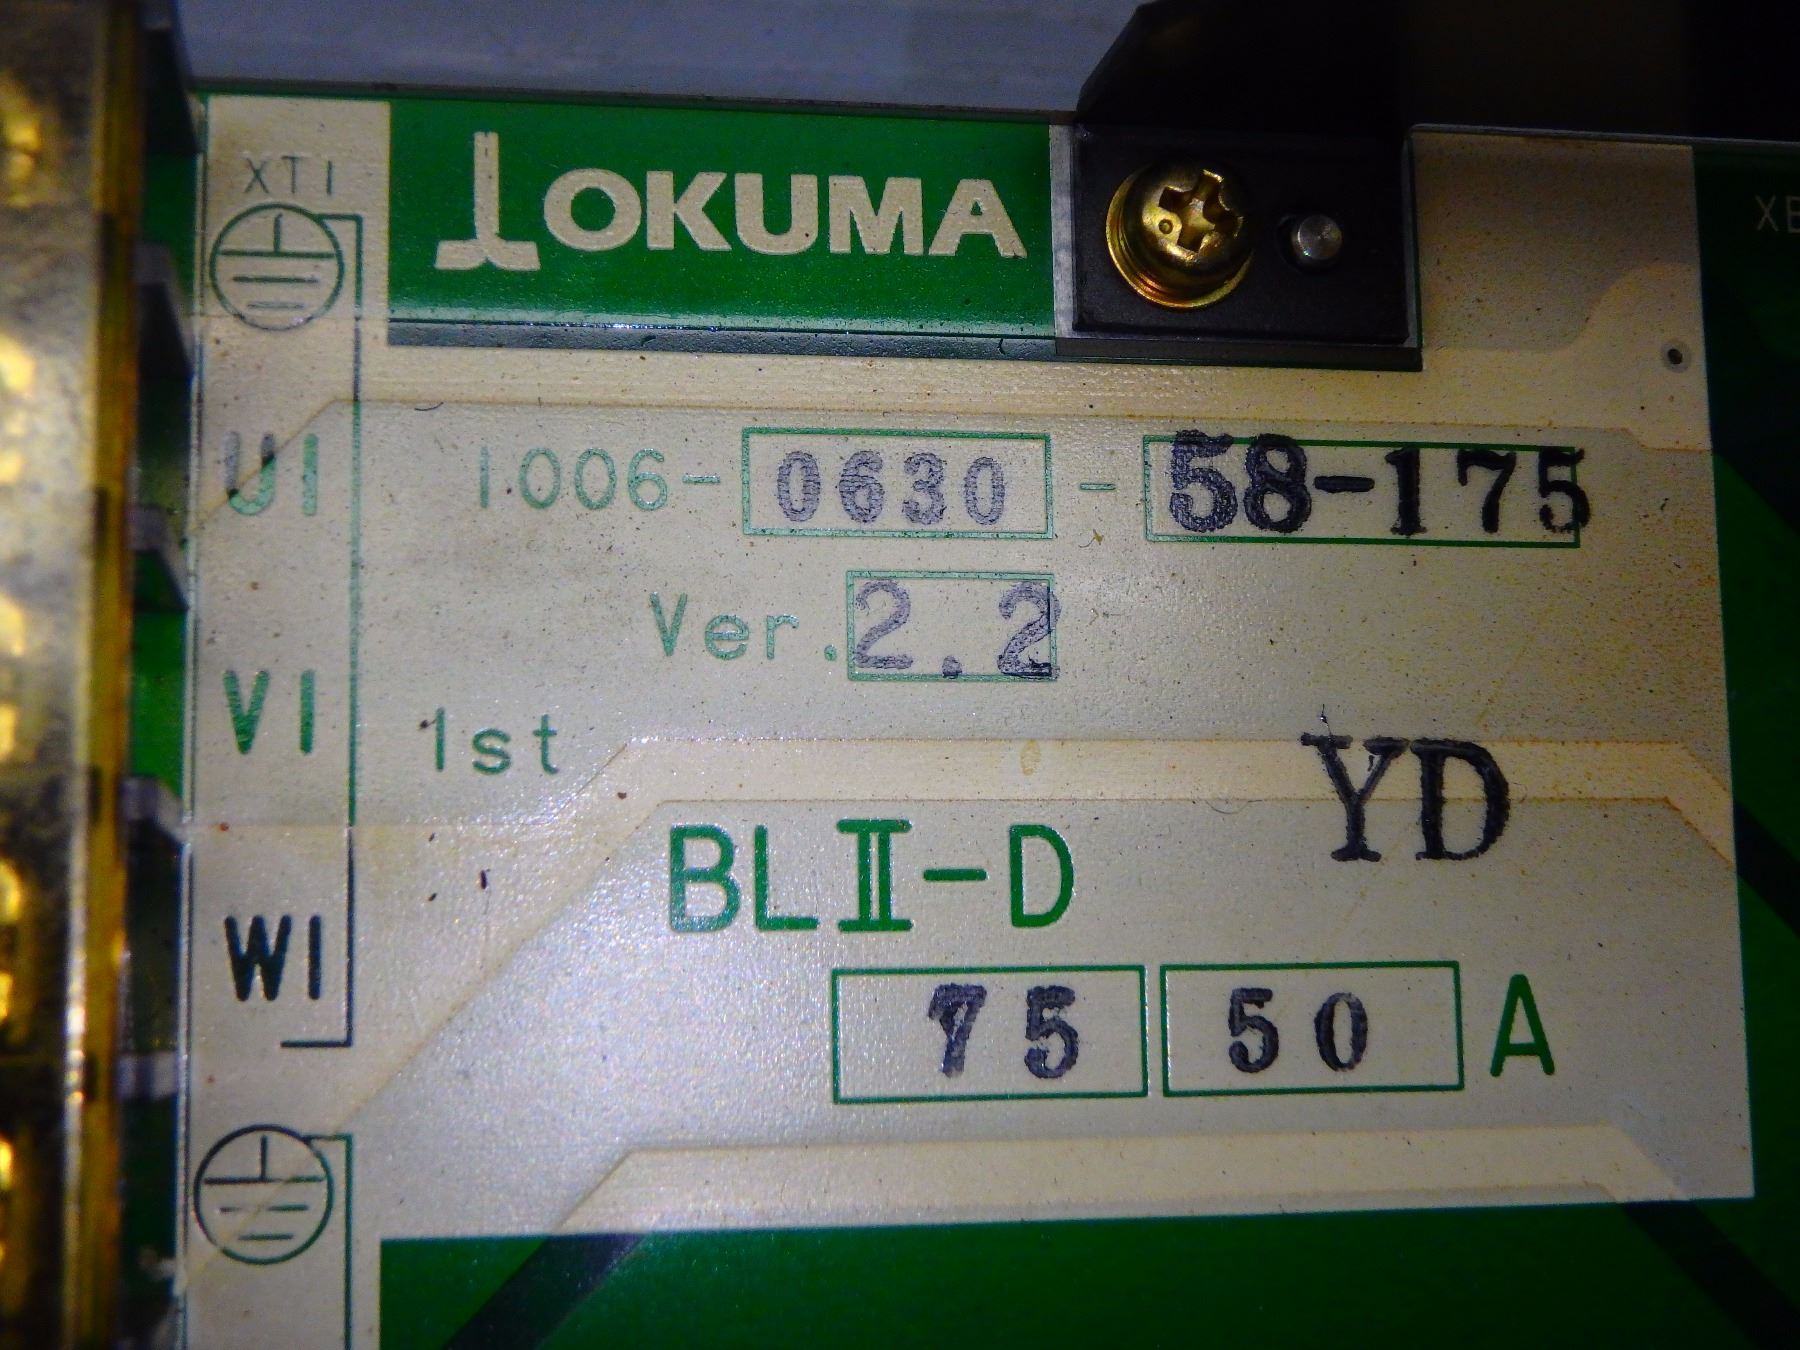 XT1
OKUMA
XE
U1
1006-0630-58-175
Ver.2.2
V1
1st
YD
BLⅡ-D
W1
75 50 A